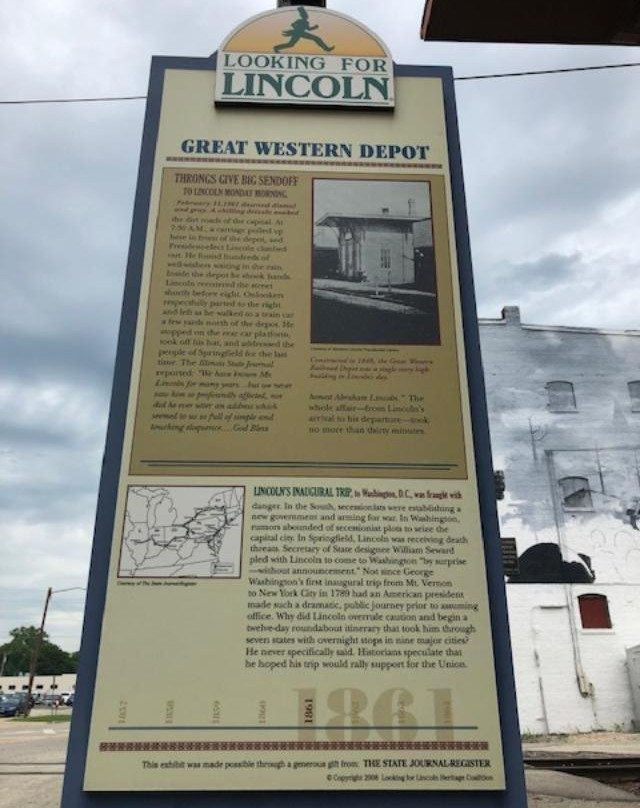 LOOKING FOR
LINCOLN
GREAT WESTERN DEPOT
THRONGS GIVE BIG SENDOFF
TO LINCOLN MONDAY MORNING
February 11, 1861 dawned dismal
and gray. A chilling drizzle soaked
the dirt roads of the capital. At
7:30 A.M., a carriage pulled up
here in front of the depot, and
President-elect Lincoln climbed
out. He found hundreds of
well-wishers waiting in the rain.
Inside the depot he shook hands.
Lincoln reentered the street
shortly before eight. Onlookers
respectfully parted to the right
and left as he walked to a train car
a few yards north of the depot. He
stopped on the rear car platform,
took off his hat, and addressed the
people of Springfield for the last
time. The Illinois State Journal
reported: "We have known Mr.
Lincoln for many years... but we never
saw him so profoundly affected, nor
did he ever utter an address which
seemed to us so full of simple and
touching eloquence....God Bless
Constructed in 1848, the Great Western
Railroad Depot was a single story high
building in Lincoln's day.
honest Abraham Lincoln." The
whole affair—from Lincoln's
arrival to his departure—took
no more than thirty minutes.
Courtesy of The State Journal-Register
LINCOLN'S INAUGURAL TRIP, to Washington, D.C., was fraught with
danger. In the South, secessionists were establishing a
new government and arming for war. In Washington,
rumors abounded of secessionist plots to seize the
capital city. In Springfield, Lincoln was receiving death
threats. Secretary of State designee William Seward
pled with Lincoln to come to Washington "by surprise
—without announcement." Not since George
Washington's first inaugural trip from Mt. Vernon
to New York City in 1789 had an American president
made such a dramatic, public journey prior to assuming
office. Why did Lincoln overrule caution and begin a
twelve-day roundabout itinerary that took him through
seven states with overnight stops in nine major cities?
He never specifically said. Historians speculate that
he hoped his trip would rally support for the Union.
1857 1858 1859 1860 1861 1861
This exhibit was made possible through a generous gift from: THE STATE JOURNAL-REGISTER
© Copyright 2008 Looking for Lincoln Heritage Coalition